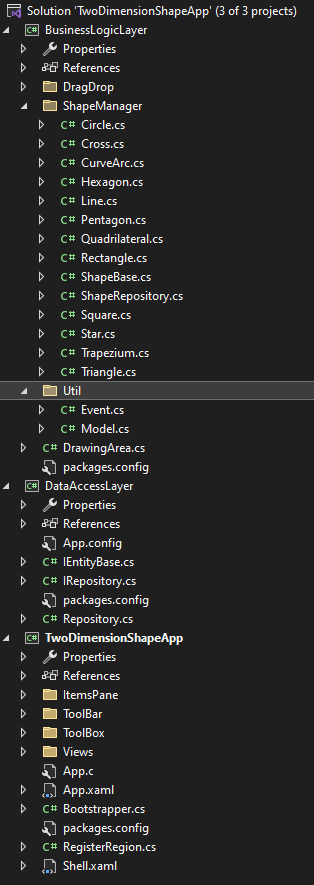 Solution 'TwoDimensionShapeApp' (3 of 3 projects)
C# BusinessLogicLayer
Properties
References
DragDrop
ShapeManager
C# Circle.cs
C# Cross.cs
C# CurveArc.cs
C# Hexagon.cs
C# Line.cs
C# Pentagon.cs
C# Quadrilateral.cs
C# Rectangle.cs
C# ShapeBase.cs
C# ShapeRepository.cs
C# Square.cs
C# Star.cs
C# Trapezium.cs
C# Triangle.cs
Util
C# Event.cs
C# Model.cs
C# DrawingArea.cs
packages.config
C# DataAccessLayer
Properties
References
App.config
C# IEntityBase.cs
C# IRepository.cs
packages.config
C# Repository.cs
C# TwoDimensionShapeApp
Properties
References
ItemsPane
ToolBar
ToolBox
Views
App.c
App.xaml
C# Bootstrapper.cs
packages.config
C# RegisterRegion.cs
Shell.xaml